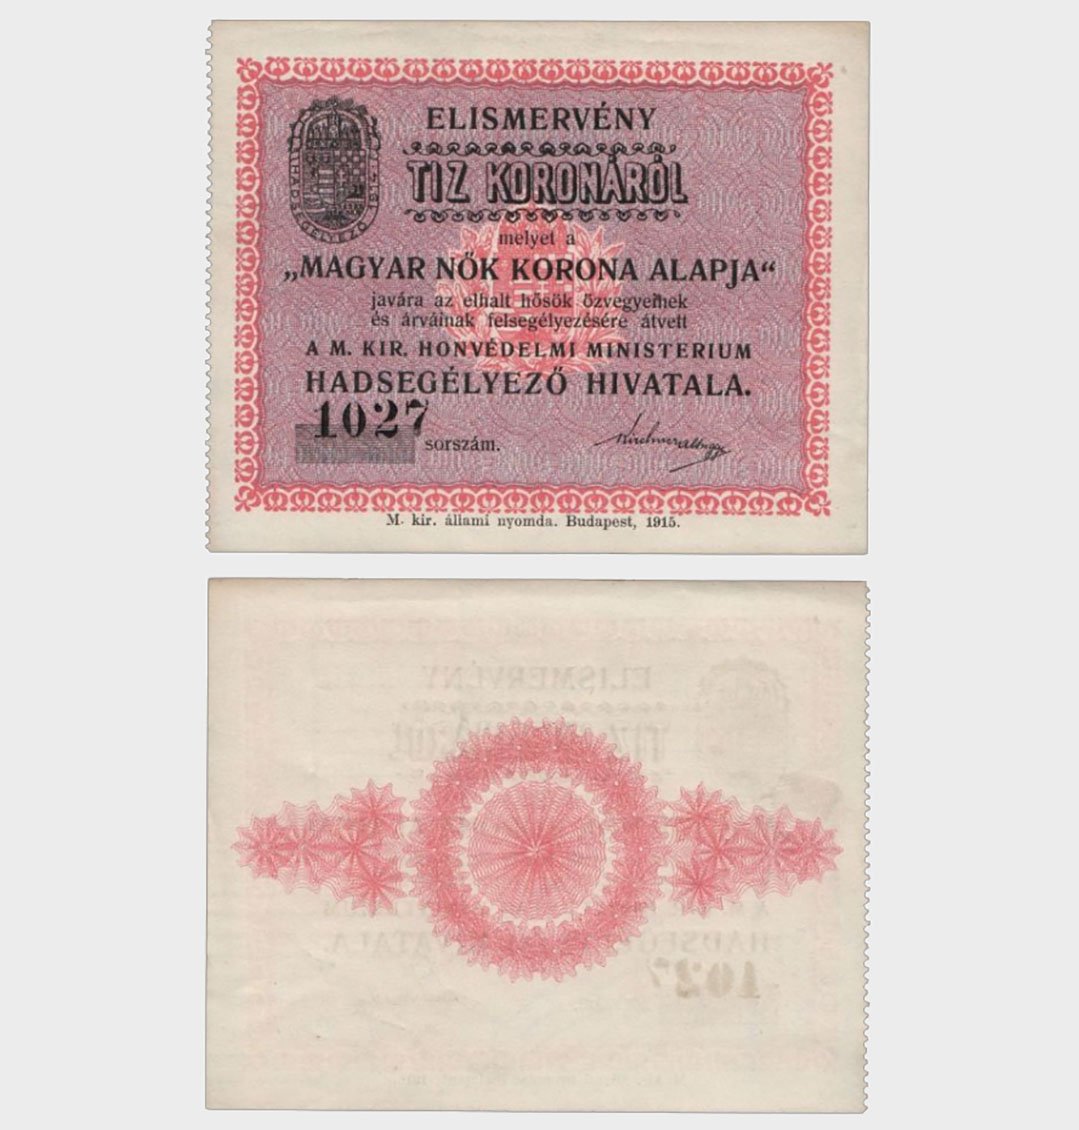 ELISMERVÉNY
TIZ KORONÁRÓL
melyet a
„MAGYAR NŐK KORONA ALAPJA“
javára az elhalt hősök özvegyeinek
és árváinak felsegélyezésére átvett
A M. KIR. HONVÉDELMI MINISTERIUM
HADSEGÉLYEZŐ HIVATALA.
1027
sorszám.
M. kir. állami nyomda. Budapest, 1915.